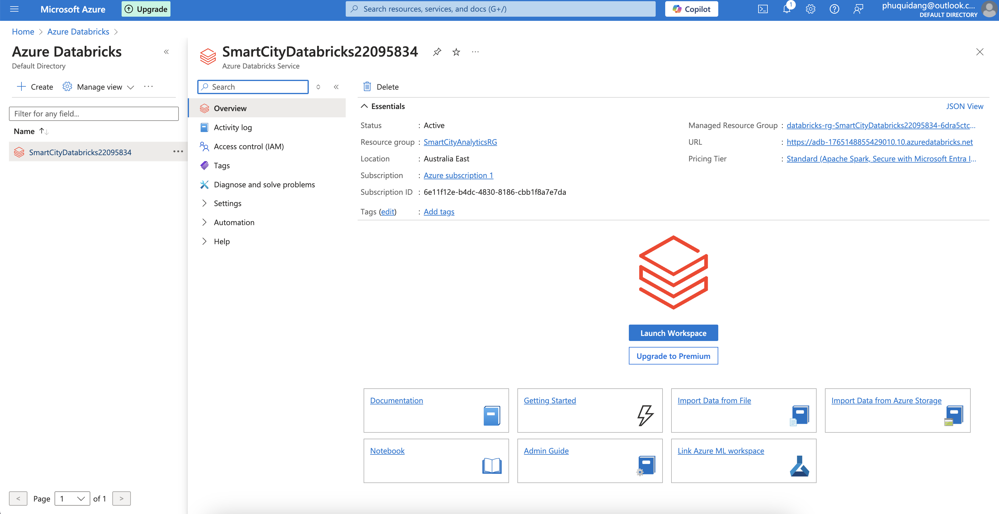 Microsoft Azure
Upgrade
Search resources, services, and docs (G+/)
Copilot
1
phuquidang@outlook.c...
DEFAULT DIRECTORY
Home > Azure Databricks >
Azure Databricks
Default Directory
Create
Manage view
Filter for any field...
Name
SmartCityDatabricks22095834
Page 1 of 1
SmartCityDatabricks22095834
Azure Databricks Service
Search
Overview
Activity log
Access control (IAM)
Tags
Diagnose and solve problems
Settings
Automation
Help
Delete
Essentials
JSON View
Status : Active
Resource group : SmartCityAnalyticsRG
Location : Australia East
Subscription : Azure subscription 1
Subscription ID : 6e11f12e-b4dc-4830-8186-cbb1f8a7e7da
Tags (edit) : Add tags
Managed Resource Group : databricks-rg-SmartCityDatabricks22095834-6dra5ctc...
URL : https://adb-1765148855429010.10.azuredatabricks.net
Pricing Tier : Standard (Apache Spark, Secure with Microsoft Entra I...
Launch Workspace
Upgrade to Premium
Documentation
Getting Started
Import Data from File
Import Data from Azure Storage
Notebook
Admin Guide
Link Azure ML workspace